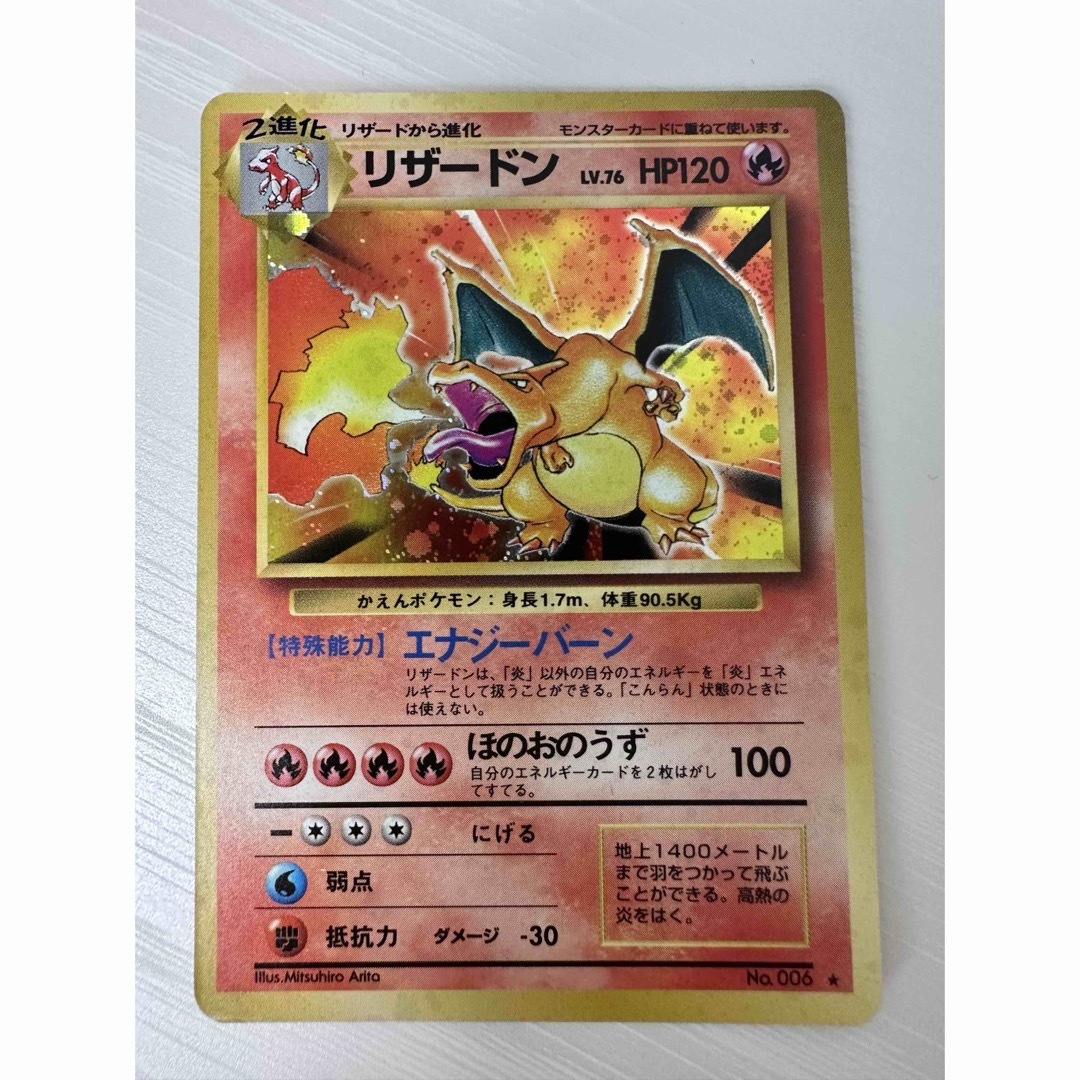 2進化 リザードから進化 モンスターカードに重ねて使います。
リザードン LV.76 HP120
かえんポケモン：身長1.7m、体重90.5Kg
【特殊能力】エナジーバーン
リザードンは、「炎」以外の自分のエネルギーを「炎」エネ
ルギーとして扱うことができる。「こんらん」状態のときに
は使えない。
ほのおのうず 100
自分のエネルギーカードを２枚はがし
てすてる。
にげる
弱点
抵抗力 ダメージ -30
地上1400メートル
まで羽をつかって飛ぶ
ことができる。高熱の
炎をはく。
Illus.Mitsuhiro Arita No. 006 ★